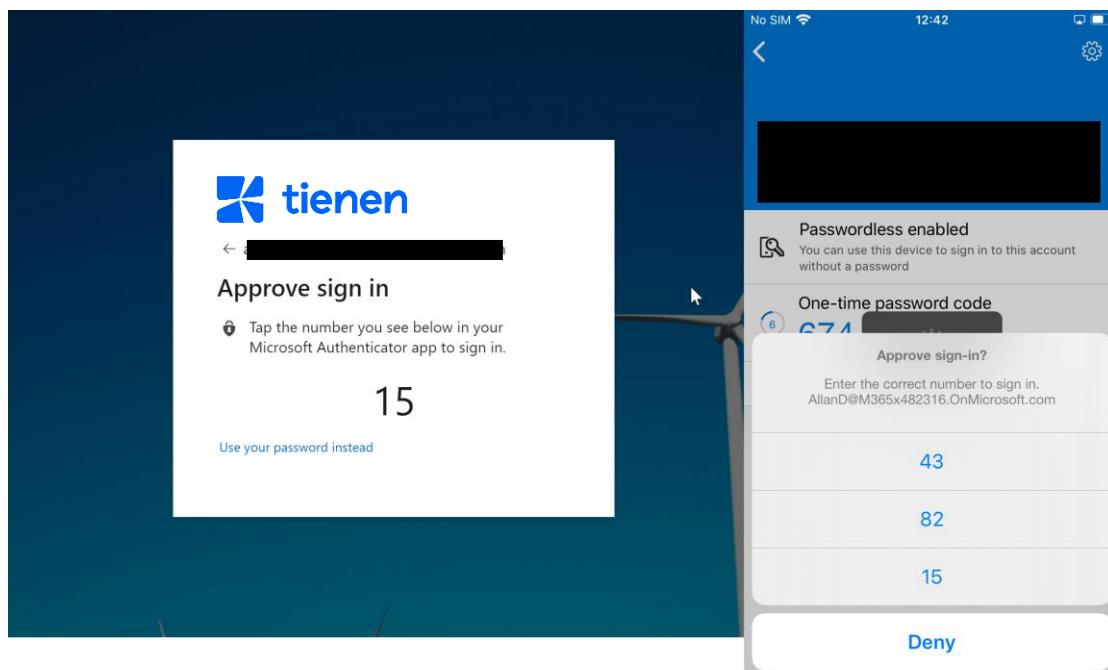 tienen
←
Approve sign in
Tap the number you see below in your
Microsoft Authenticator app to sign in.
15
Use your password instead
No SIM
12:42
Passwordless enabled
You can use this device to sign in to this account
without a password
One-time password code
6
674
Approve sign-in?
Enter the correct number to sign in.
AllanD@M365x482316.OnMicrosoft.com
43
82
15
Deny